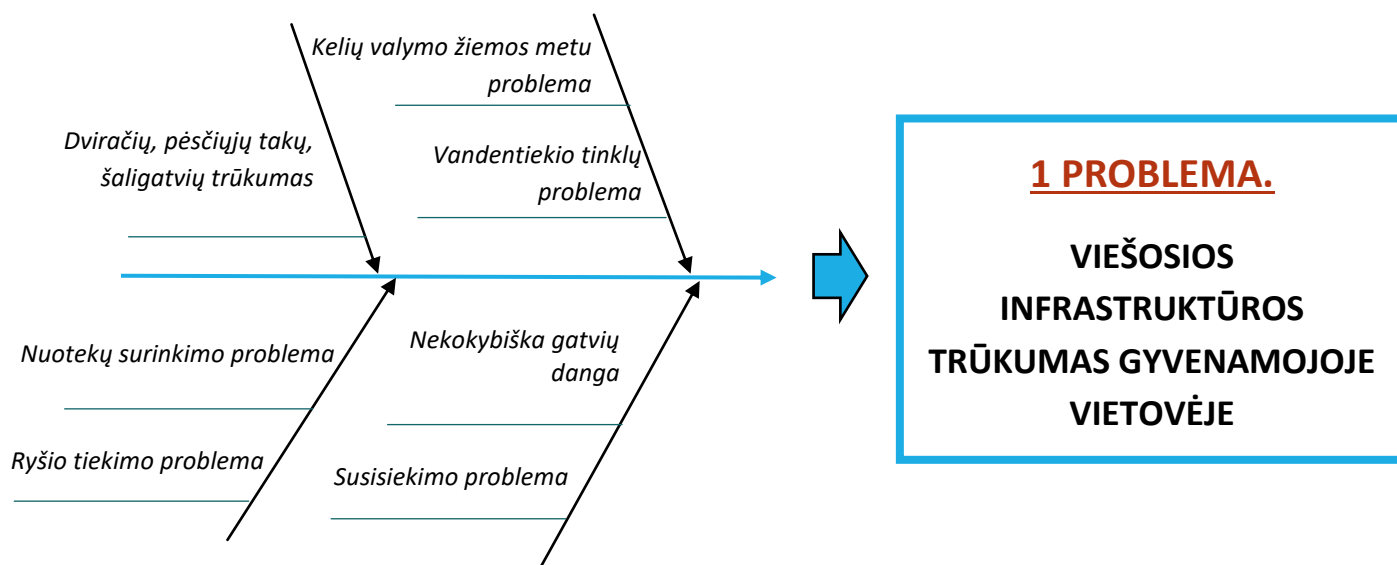 Kelių valymo žiemos metu
problema
Dviračių, pėsčiųjų takų,
šaligatvių trūkumas
Vandentiekio tinklų
problema
Nuotekų surinkimo problema
Nekokybiška gatvių
danga
Ryšio tiekimo problema
Susisiekimo problema
1 PROBLEMA.
VIEŠOSIOS
INFRASTRUKTŪROS
TRŪKUMAS GYVENAMOJOJE
VIETOVĖJE